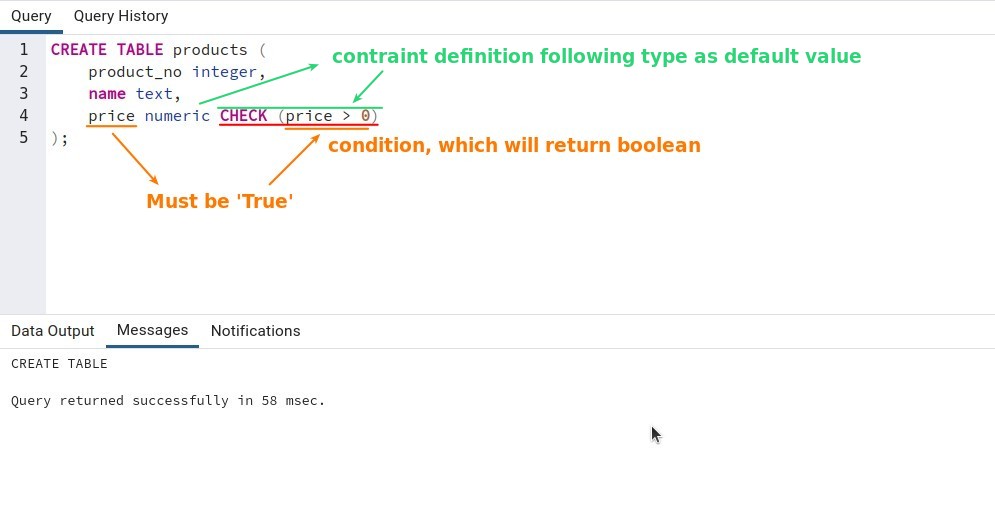 Query Query History
1 CREATE TABLE products (
contraint definition following type as default value
2 product_no integer,
3 name text,
4 price numeric CHECK (price > 0)
5 );
condition, which will return boolean
Must be 'True'
Data Output Messages Notifications
CREATE TABLE
Query returned successfully in 58 msec.